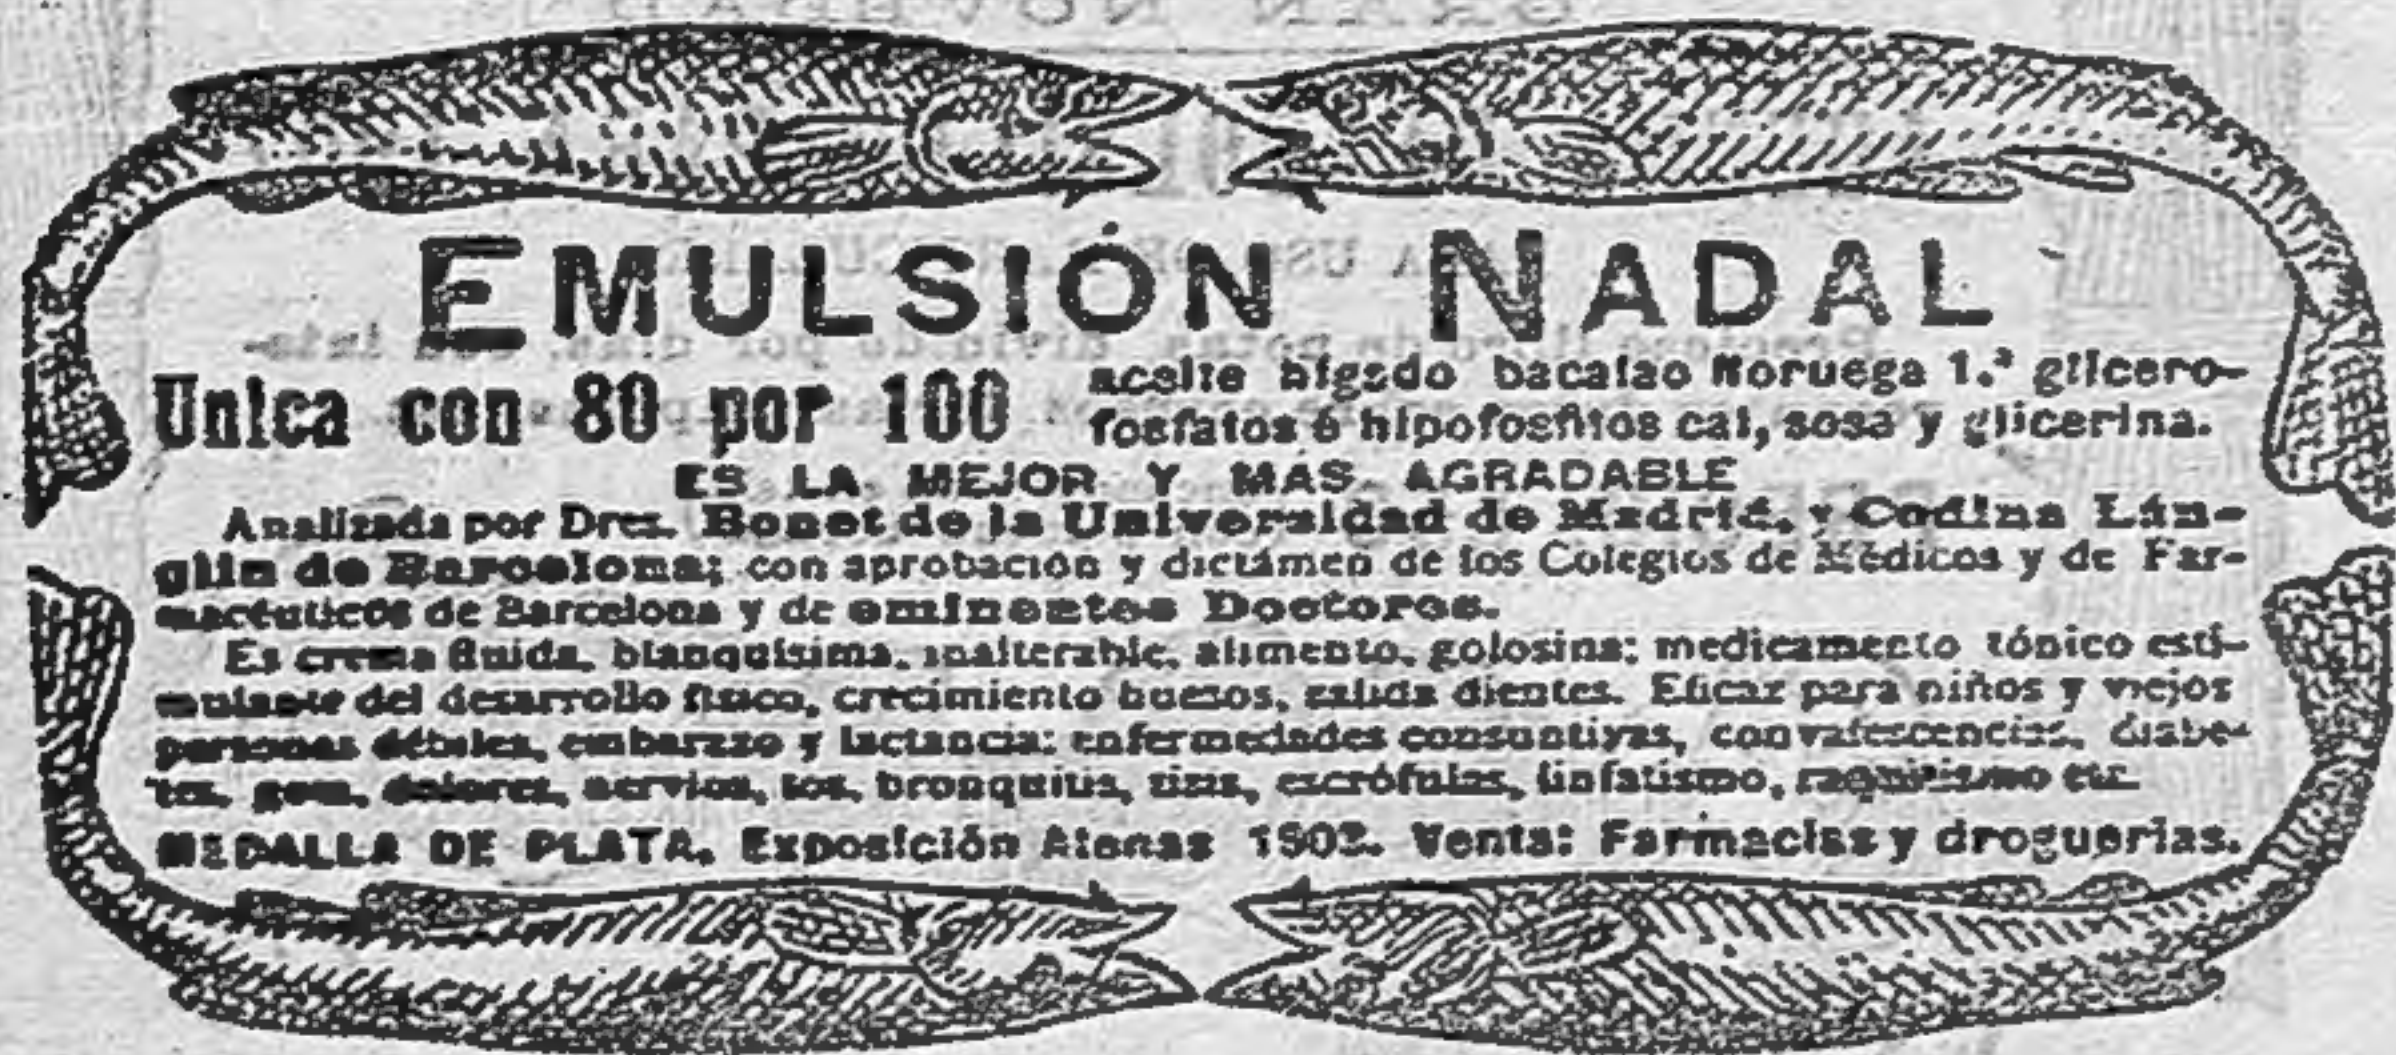 EMULSIÓN NADAL
Unica con 80 por 100 aceite hígado bacalao Noruega 1.ª glicero-
fosfatos é hipofosfitos cal, sosa y glicerina.
ES LA MEJOR Y MAS AGRADABLE
Analizada por Dres. Bonet de la Universidad de Madrid, y Codina Lán-
glin de Barcelona; con aprobación y dictámen de los Colegios de Médicos y de Far-
macéuticos de Barcelona y de eminentes Doctores.
Es crema fluida, blanquísima, inalterable, alimento, golosina; medicamento tónico estí-
mulante del desarrollo físico, crecimiento huesos, salida dientes. Eficaz para niños y viejos
personas débiles, embarazo y lactancia: enfermedades consuntivas, convalescencias, diabe-
tes, gota, dolores, nervios, tos, bronquitis, tisis, escrófulas, linfatismo, raquitismo etc.
MEDALLA DE PLATA, Exposición Atenas 1903. Venta: Farmacias y droguerias.